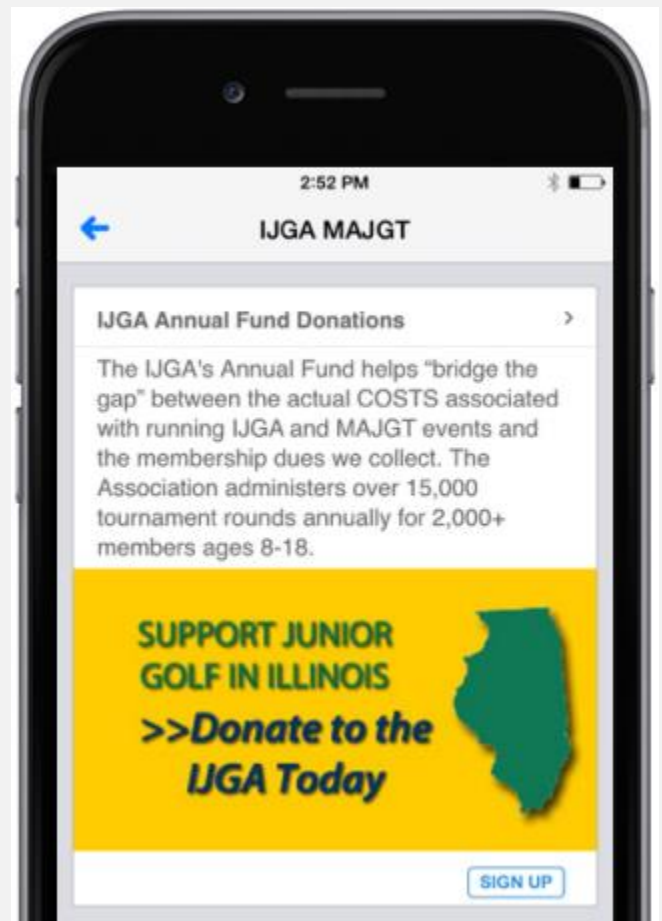 2:52 PM
IJGA MAJGT
IJGA Annual Fund Donations
The IJGA's Annual Fund helps “bridge the
gap” between the actual COSTS associated
with running IJGA and MAJGT events and
the membership dues we collect. The
Association administers over 15,000
tournament rounds annually for 2,000+
members ages 8-18.
SUPPORT JUNIOR
GOLF IN ILLINOIS
>>Donate to the
IJGA Today
SIGN UP